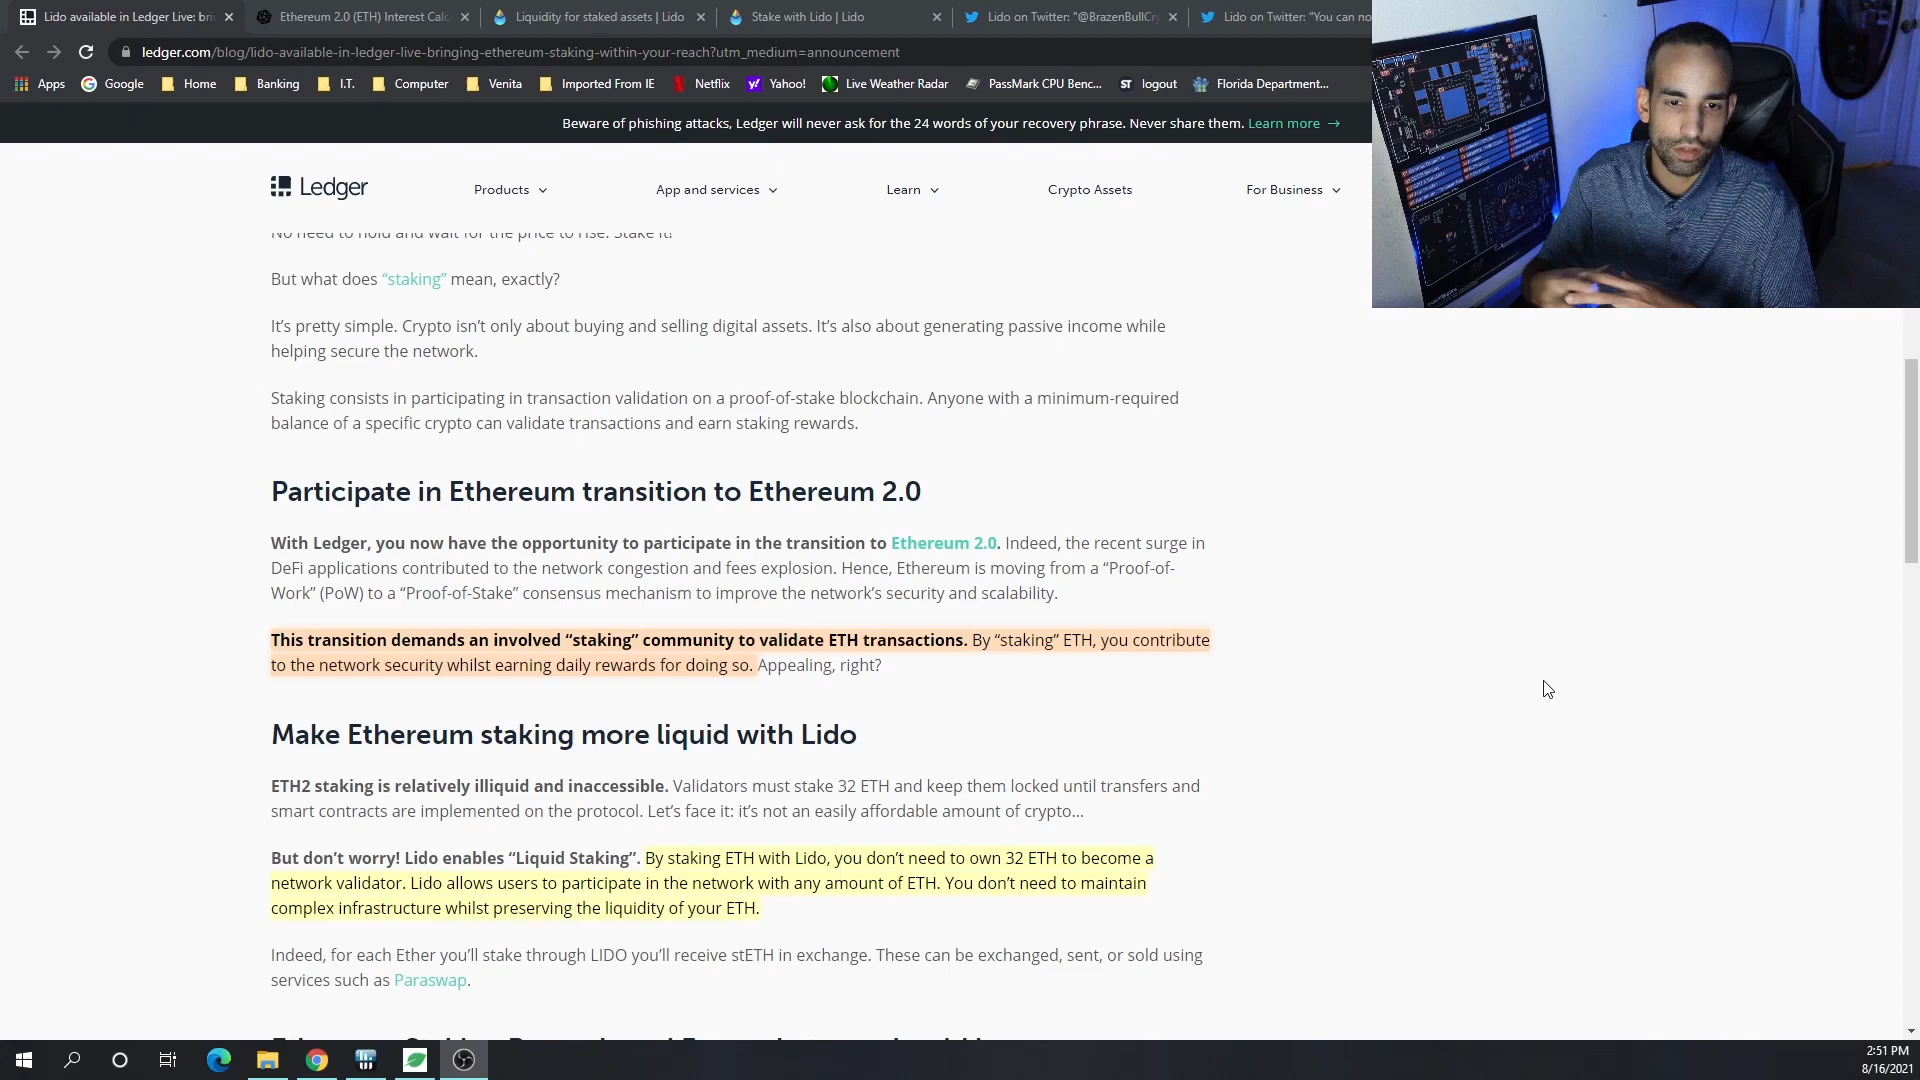 Lido available in Ledger Live: bri
Ethereum 2.0 (ETH) Interest Calc
Liquidity for staked assets | Lido
Stake with Lido | Lido
Lido on Twitter: "@BrazenBullCry
Lido on Twitter: "You can no
ledger.com/blog/lido-available-in-ledger-live-bringing-ethereum-staking-within-your-reach?utm_medium=announcement
Apps
Google
Home
Banking
I.T.
Computer
Venita
Imported From IE
Netflix
Yahoo!
Live Weather Radar
PassMark CPU Benc...
ST logout
Florida Department...
Beware of phishing attacks, Ledger will never ask for the 24 words of your recovery phrase. Never share them. Learn more →
Ledger
Products
App and services
Learn
Crypto Assets
For Business
No need to hold and wait for the price to rise. Stake it!
But what does “staking” mean, exactly?
It’s pretty simple. Crypto isn’t only about buying and selling digital assets. It’s also about generating passive income while
helping secure the network.
Staking consists in participating in transaction validation on a proof-of-stake blockchain. Anyone with a minimum-required
balance of a specific crypto can validate transactions and earn staking rewards.
Participate in Ethereum transition to Ethereum 2.0
With Ledger, you now have the opportunity to participate in the transition to Ethereum 2.0. Indeed, the recent surge in
DeFi applications contributed to the network congestion and fees explosion. Hence, Ethereum is moving from a “Proof-of-
Work” (PoW) to a “Proof-of-Stake” consensus mechanism to improve the network’s security and scalability.
This transition demands an involved “staking” community to validate ETH transactions. By “staking” ETH, you contribute
to the network security whilst earning daily rewards for doing so. Appealing, right?
Make Ethereum staking more liquid with Lido
ETH2 staking is relatively illiquid and inaccessible. Validators must stake 32 ETH and keep them locked until transfers and
smart contracts are implemented on the protocol. Let’s face it: it’s not an easily affordable amount of crypto…
But don’t worry! Lido enables “Liquid Staking”. By staking ETH with Lido, you don’t need to own 32 ETH to become a
network validator. Lido allows users to participate in the network with any amount of ETH. You don’t need to maintain
complex infrastructure whilst preserving the liquidity of your ETH.
Indeed, for each Ether you’ll stake through LIDO you’ll receive stETH in exchange. These can be exchanged, sent, or sold using
services such as Paraswap.
2:51 PM
8/16/2021